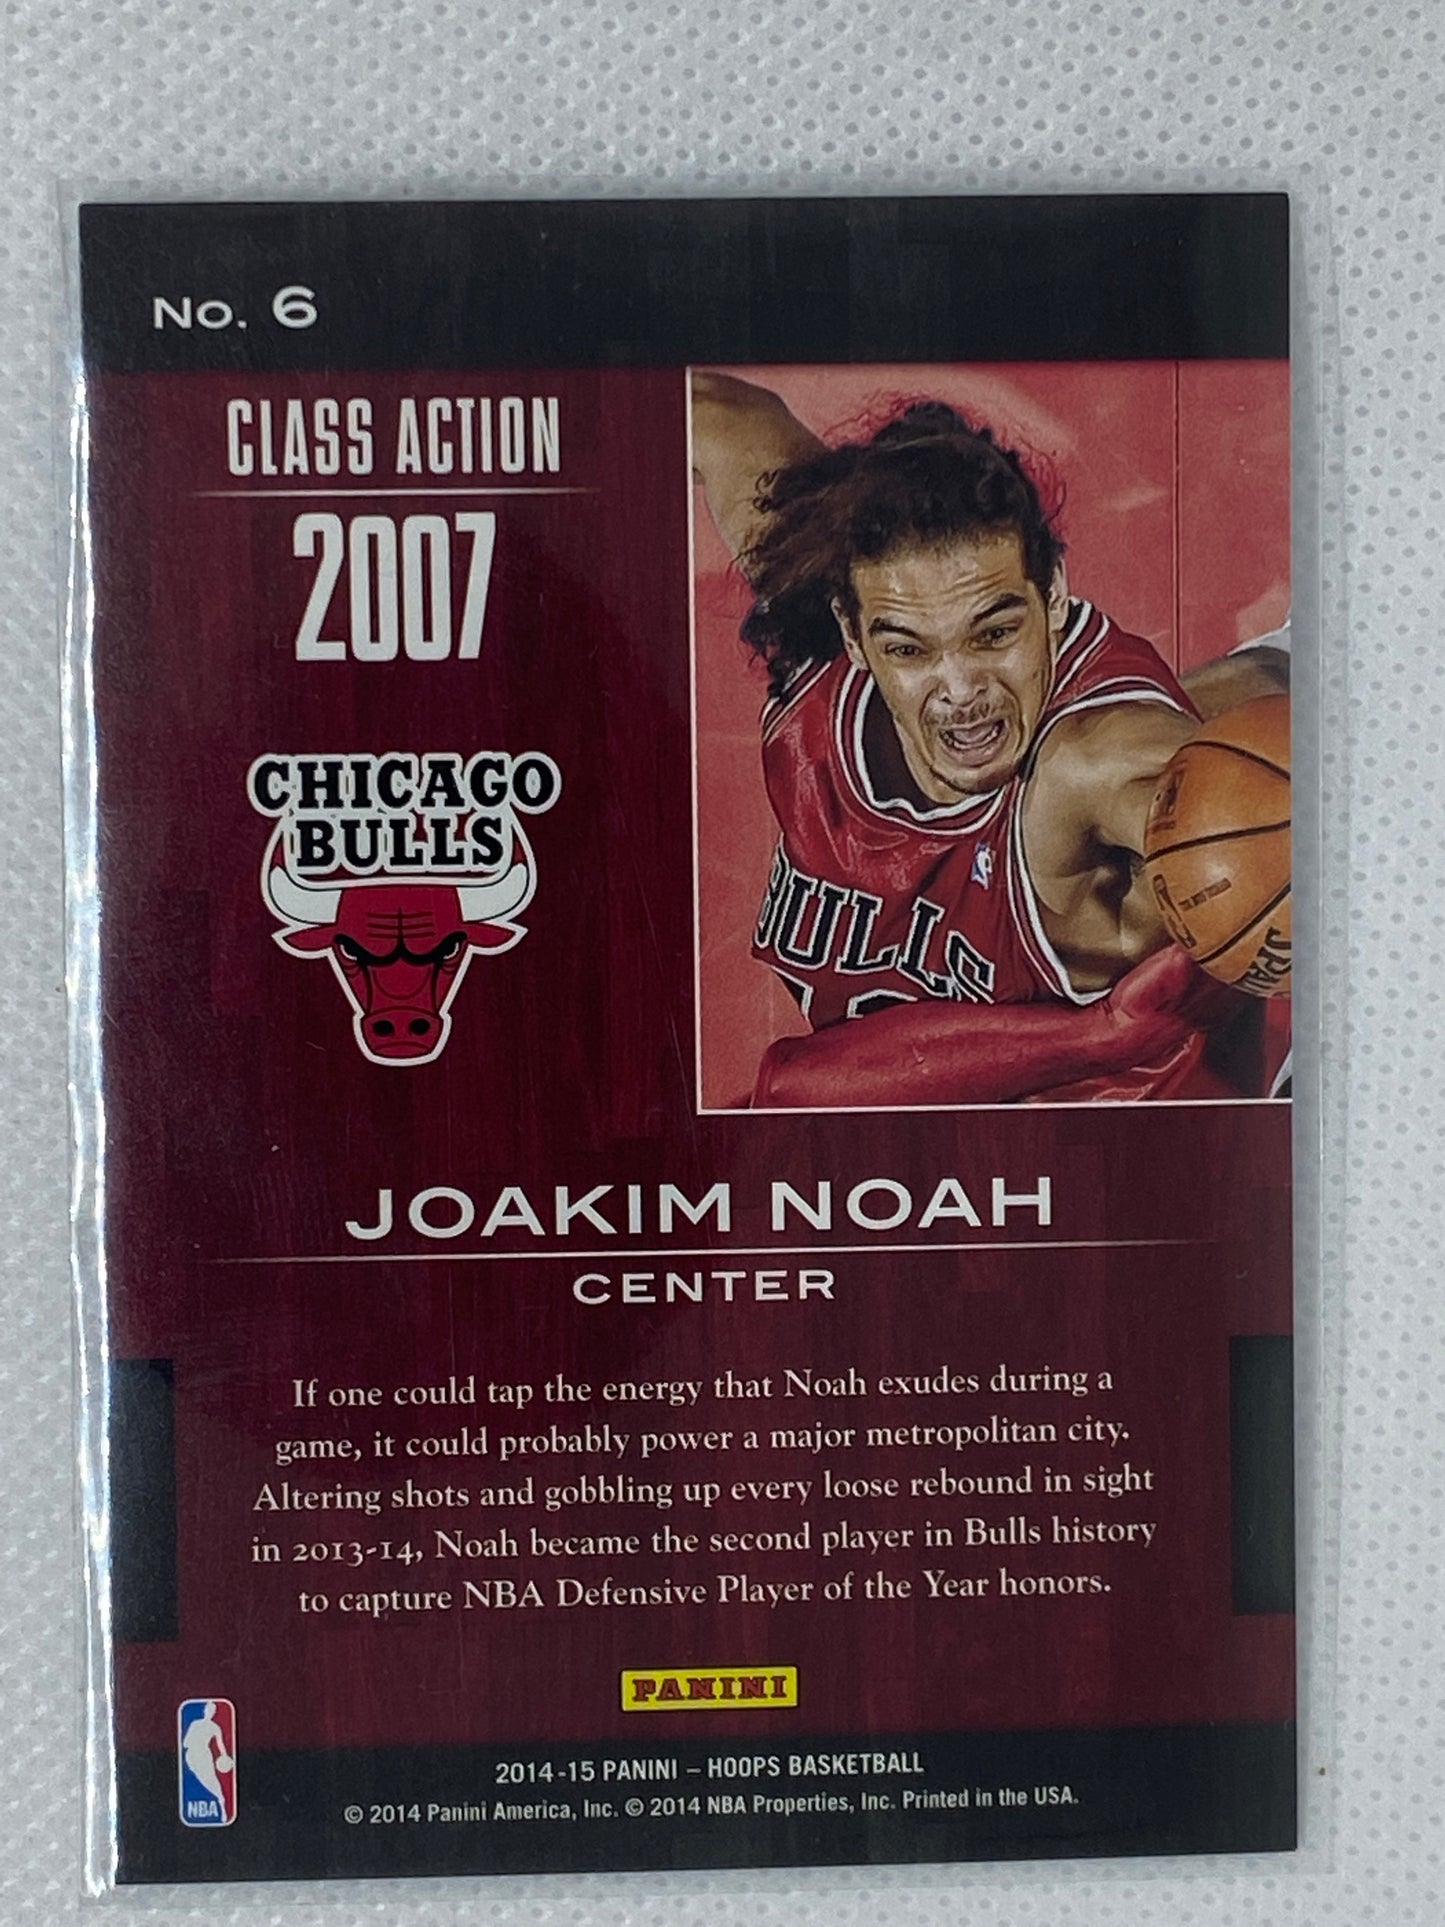 No. 6
CLASS ACTION
2007
CHICAGO
BULLS
BULLS
JOAKIM NOAH
CENTER
If one could tap the energy that Noah exudes during a
game, it could probably power a major metropolitan city.
Altering shots and gobbling up every loose rebound in sight
in 2013-14, Noah became the second player in Bulls history
to capture NBA Defensive Player of the Year honors.
PANINI
NBA
2014-15 PANINI – HOOPS BASKETBALL
© 2014 Panini America, Inc. © 2014 NBA Properties, Inc. Printed in the USA.